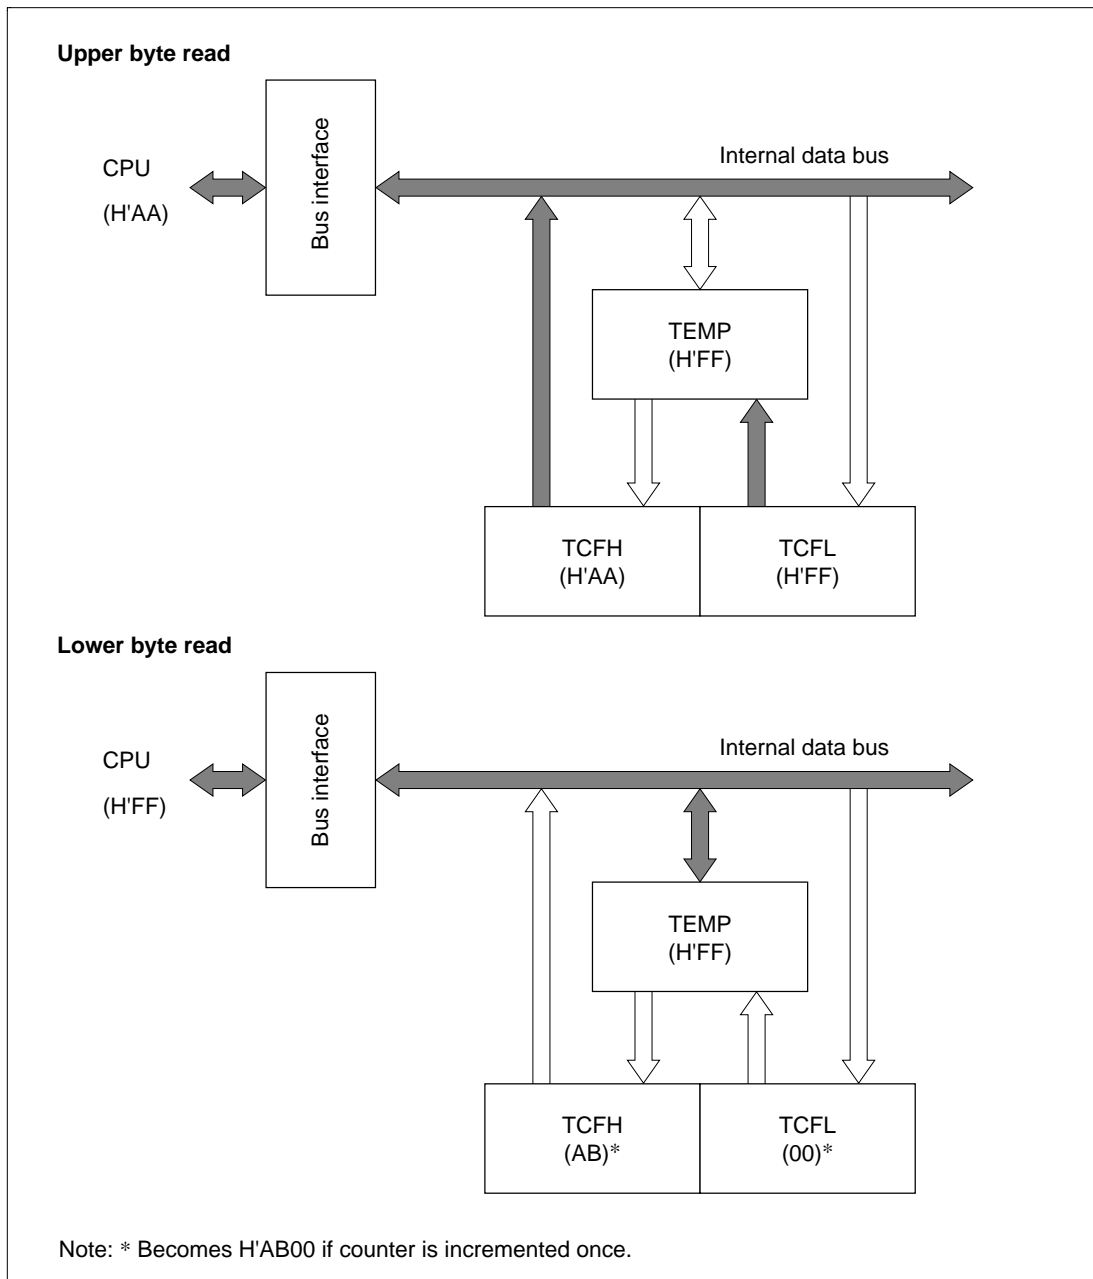 Upper byte read
CPU
(H'AA)
Bus interface
Internal data bus
TEMP
(H'FF)
TCFH
(H'AA)
TCFL
(H'FF)
Lower byte read
CPU
(H'FF)
Bus interface
Internal data bus
TEMP
(H'FF)
TCFH
(AB)*
TCFL
(00)*
Note: * Becomes H'AB00 if counter is incremented once.